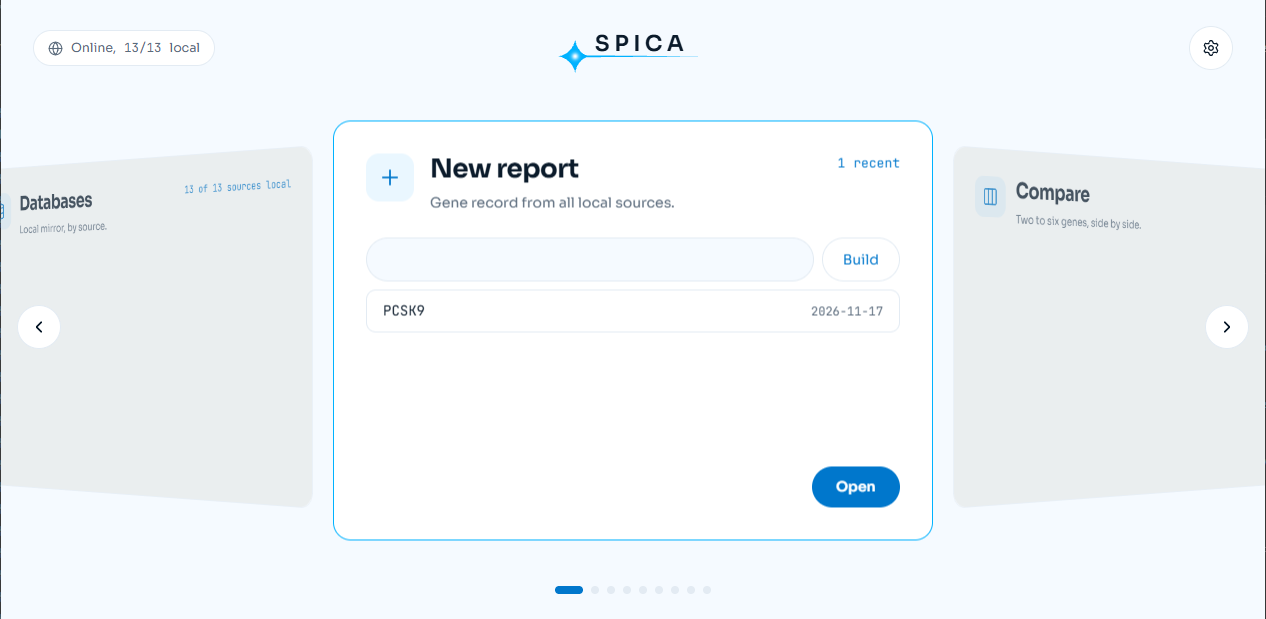 Online, 13/13 local
SPICA
Databases
13 of 13 sources local
Local mirror, by source.
New report
1 recent
Gene record from all local sources.
Build
PCSK9
2026-11-17
Open
Compare
Two to six genes, side by side.